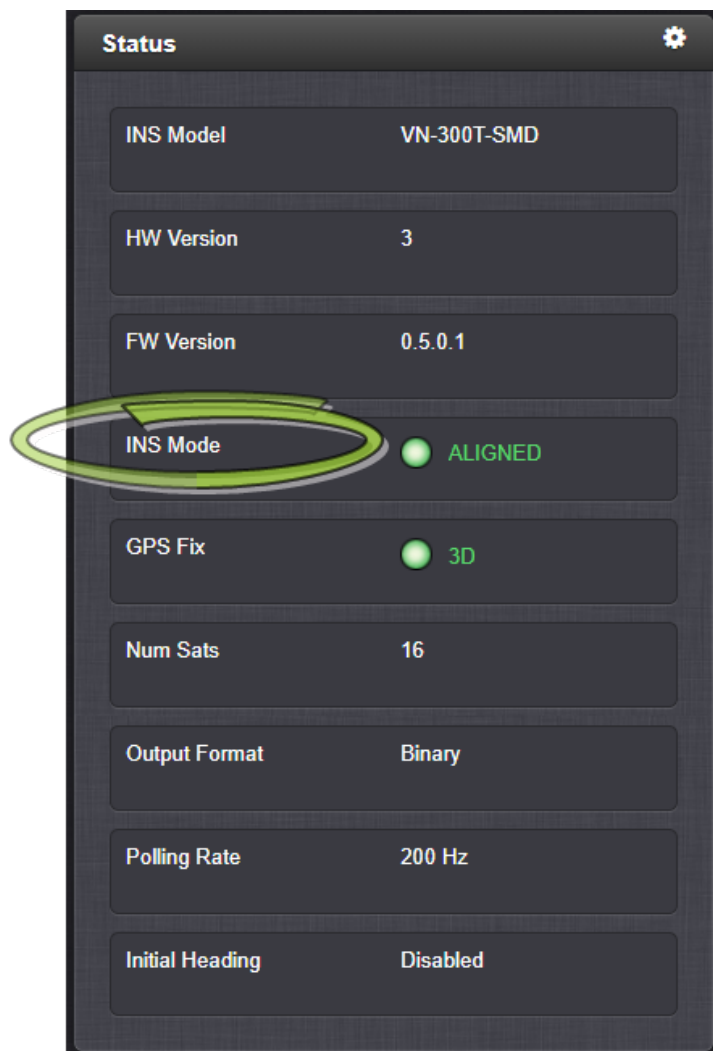 Status
INS Model VN-300T-SMD
HW Version 3
FW Version 0.5.0.1
INS Mode ALIGNED
GPS Fix 3D
Num Sats 16
Output Format Binary
Polling Rate 200 Hz
Initial Heading Disabled